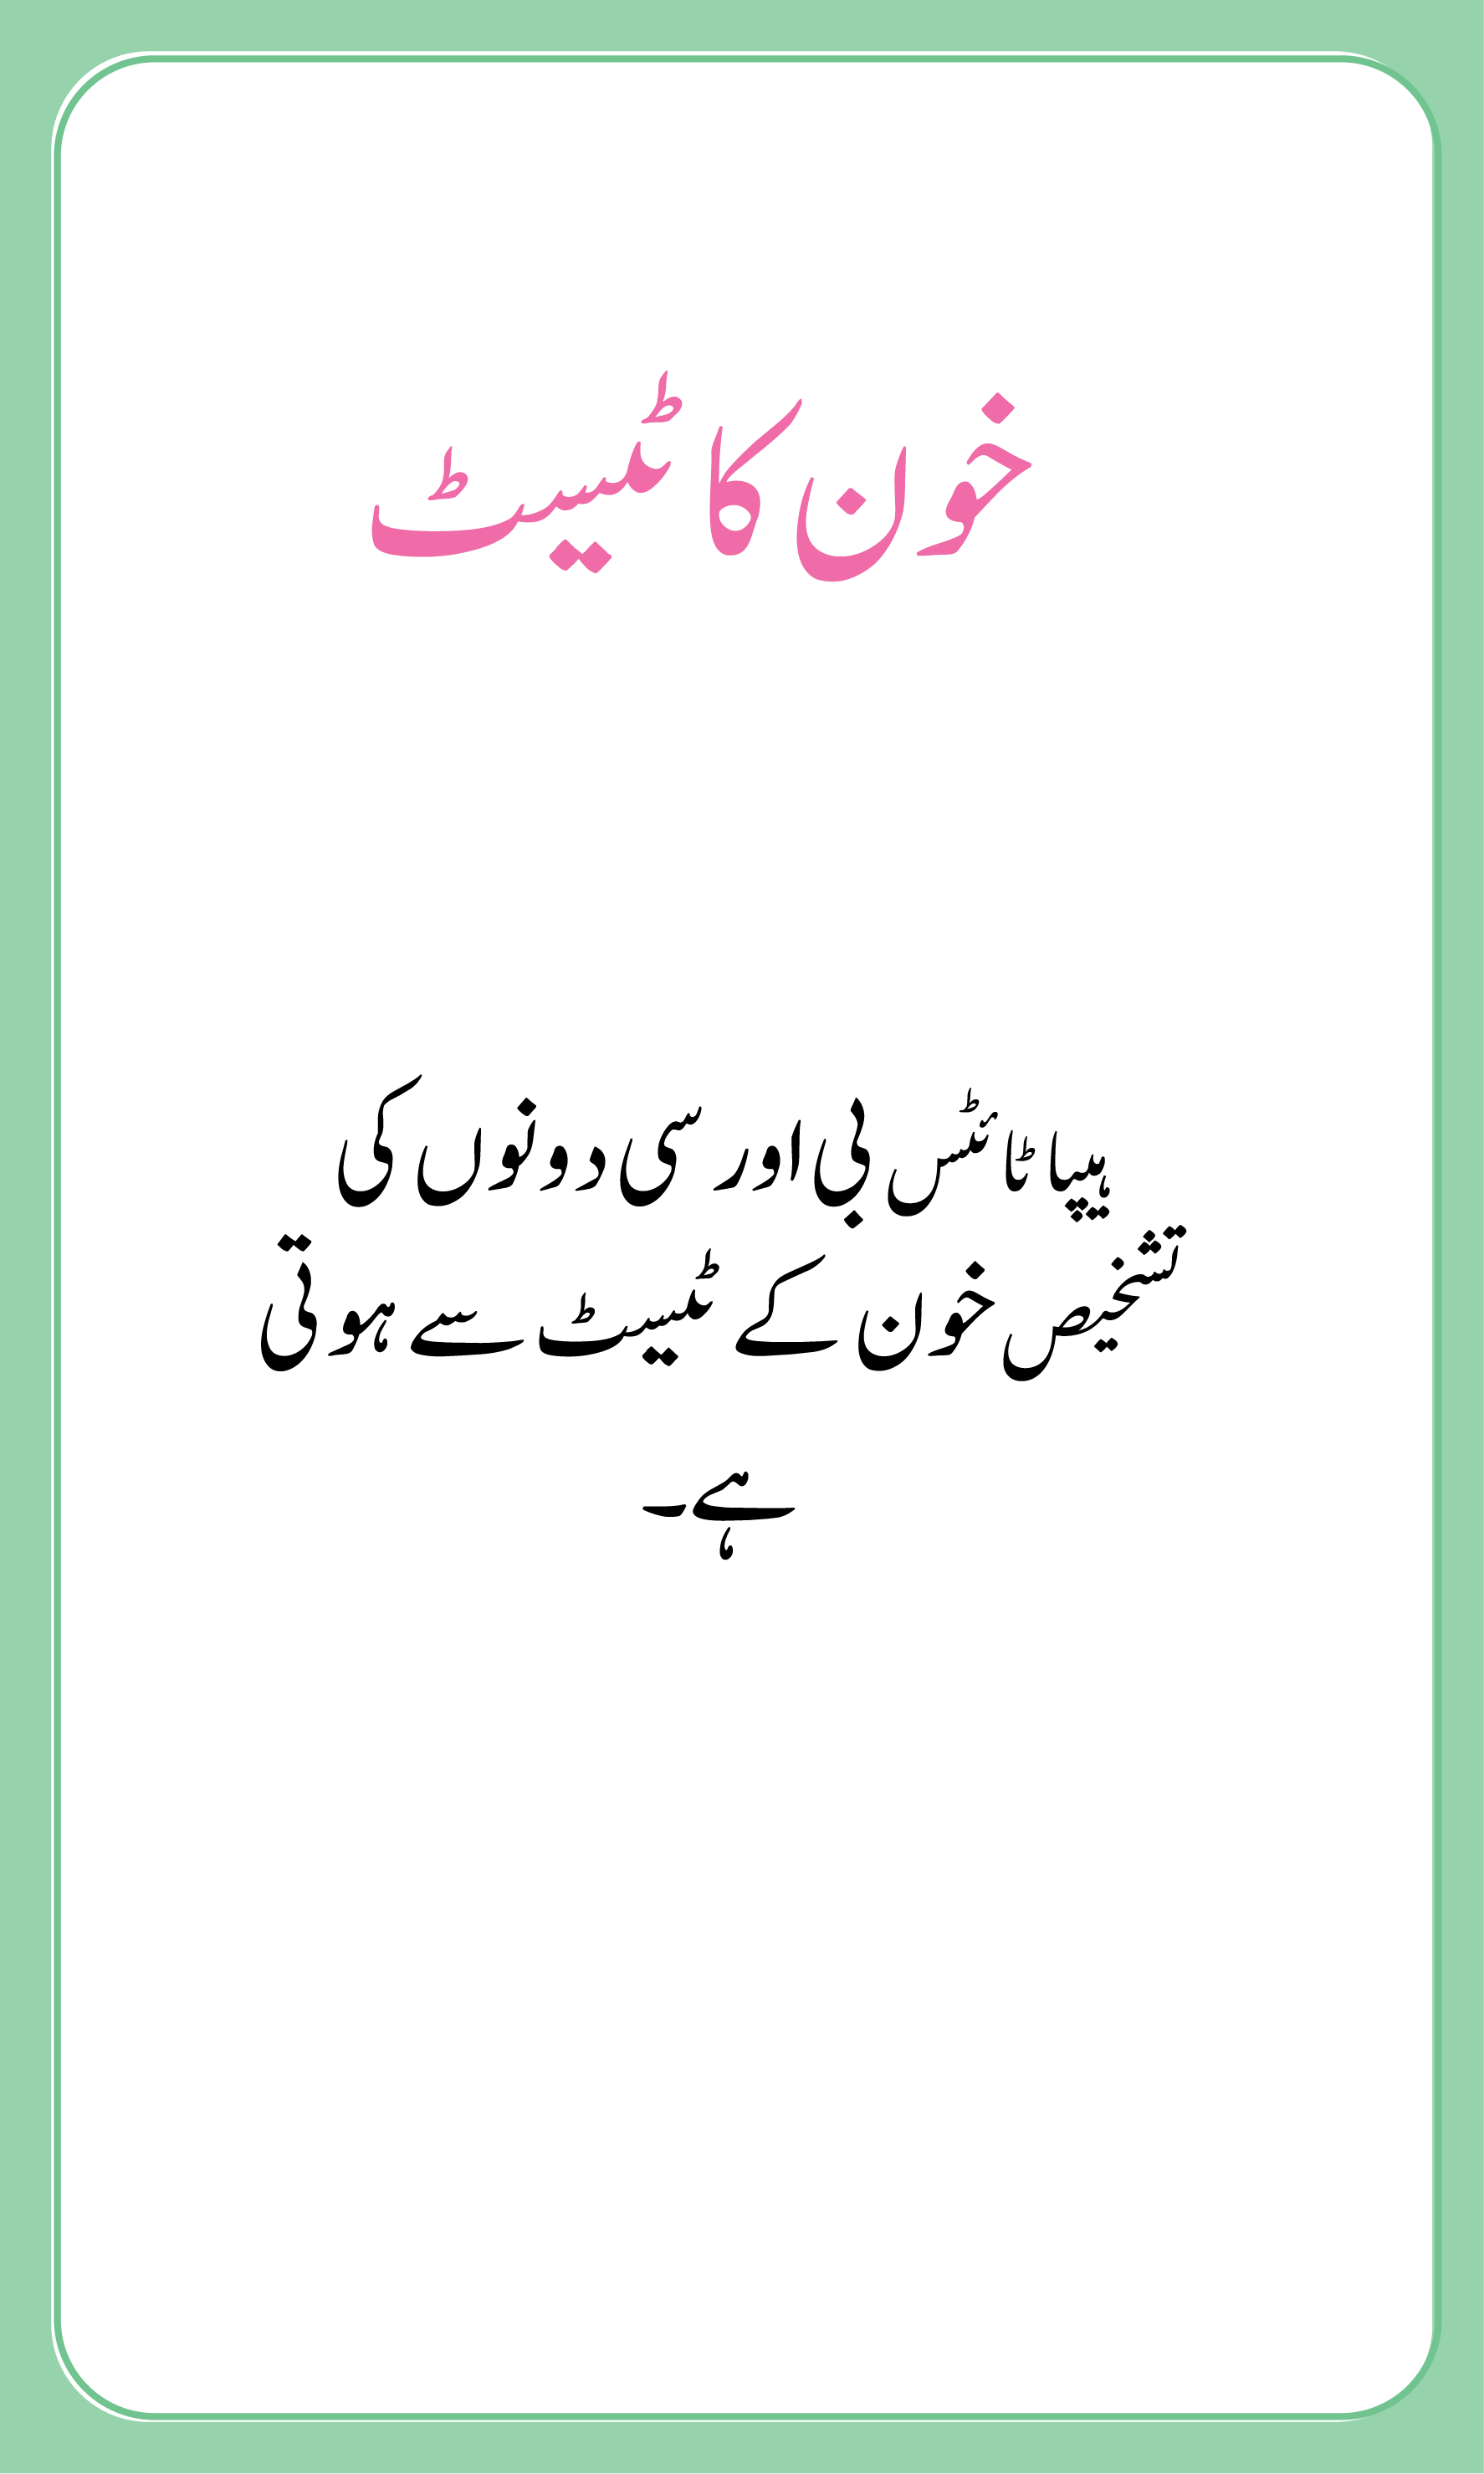 خون کا ٹیسٹ
ہیپاٹائٹس بی اور سی دونوں کی
تشخیص خون کے ٹیسٹ سے ہوتی
ہے۔